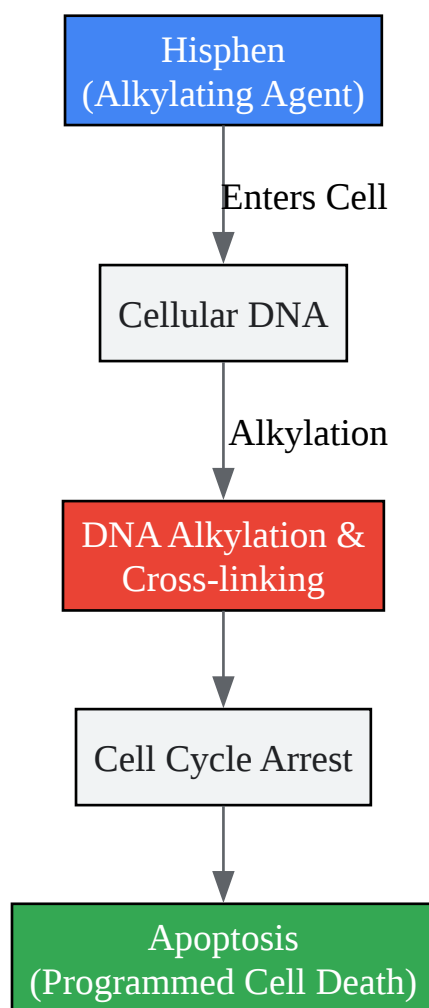 Hisphen
(Alkylating Agent)
Enters Cell
Cellular DNA
Alkylation
DNA Alkylation &
Cross-linking
Cell Cycle Arrest
Apoptosis
(Programmed Cell Death)